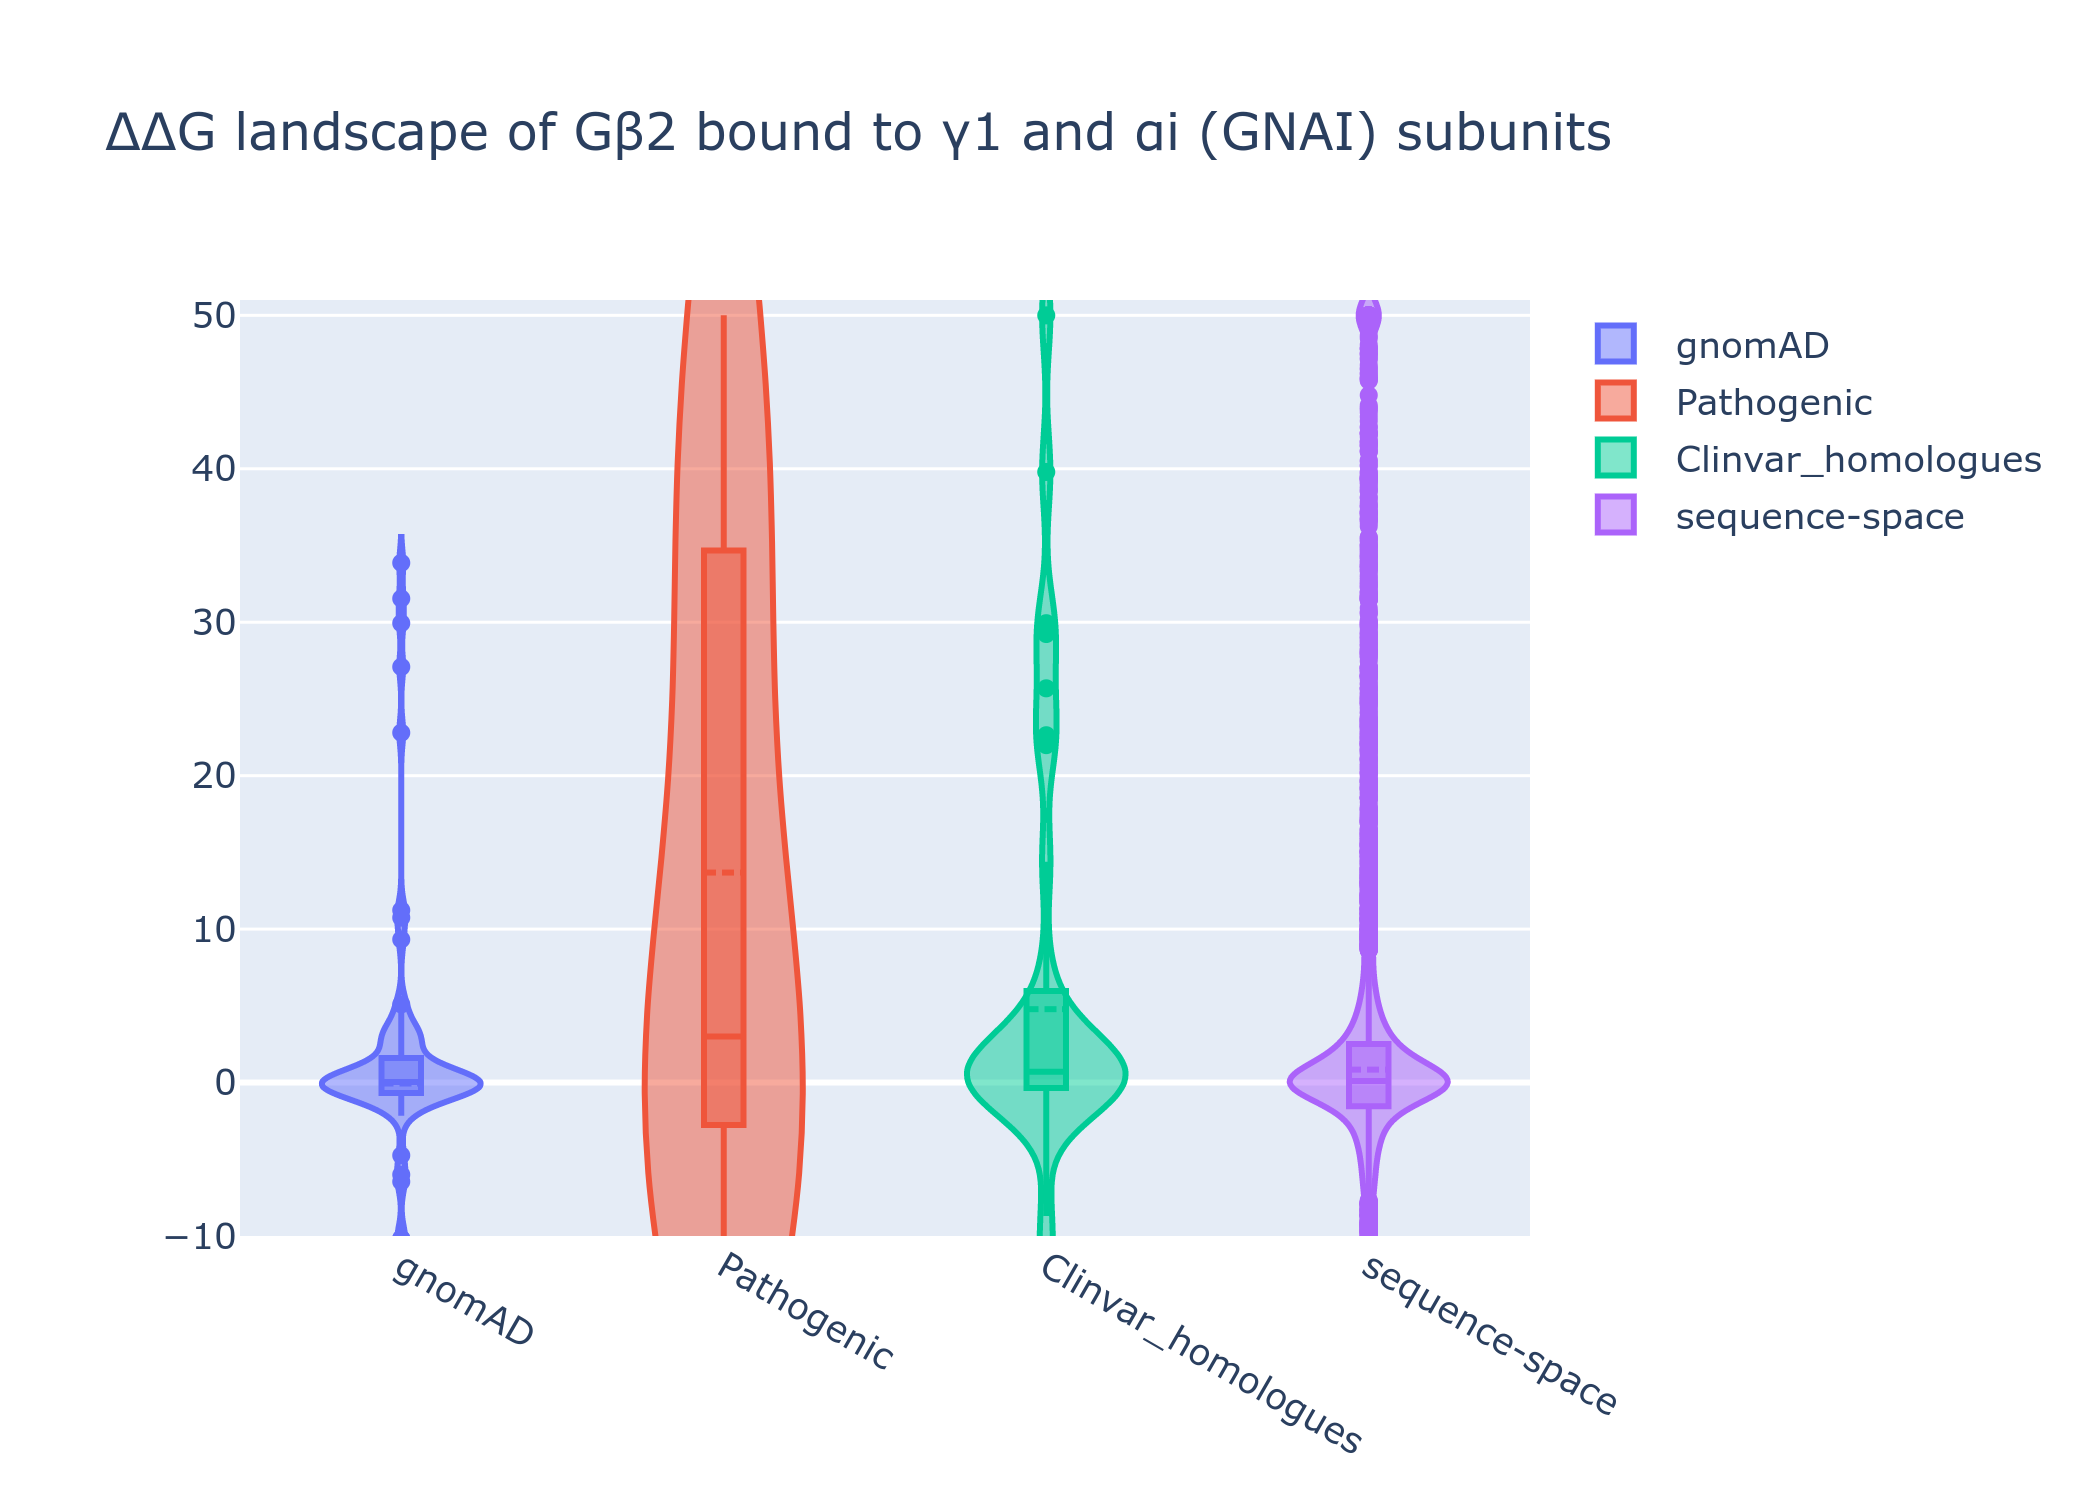 ΔΔG landscape of Gβ2 bound to γ1 and αi (GNAI) subunits
50
40
30
20
10
0
−10
gnomAD
Pathogenic
Clinvar_homologues
sequence-space
gnomAD
Pathogenic
Clinvar_homologues
sequence-space